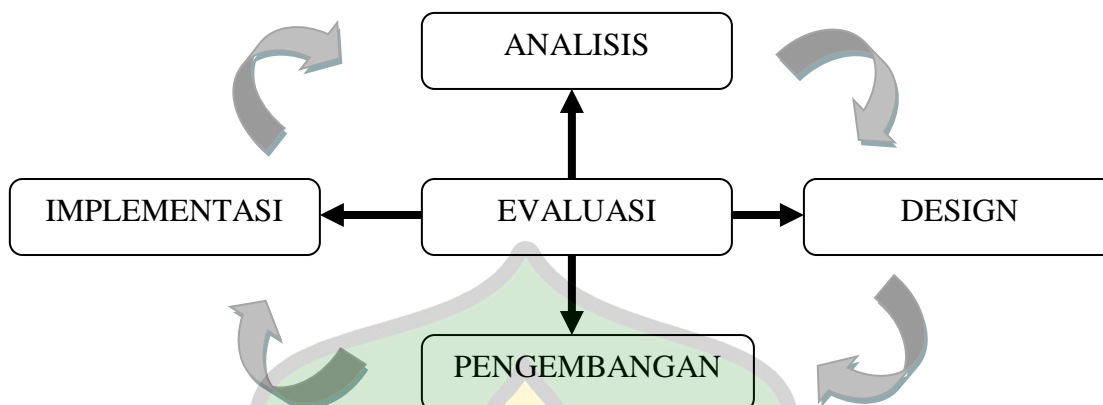 ANALISIS
IMPLEMENTASI
EVALUASI
DESIGN
PENGEMBANGAN